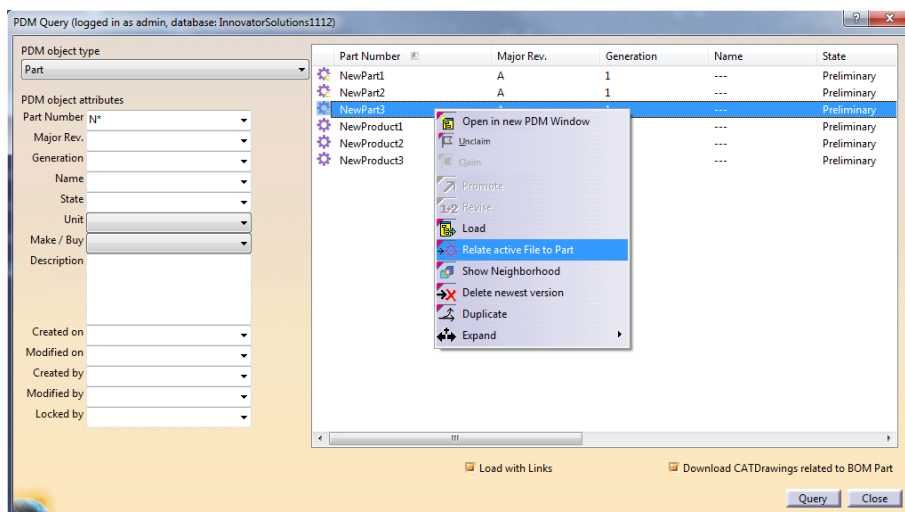 PDM Query (logged in as admin, database: InnovatorSolutions1112)
PDM object type
Part
PDM object attributes
Part Number N*
Major Rev.
Generation
Name
State
Unit
Make / Buy
Description
Created on
Modified on
Created by
Modified by
Locked by
Part Number Major Rev. Generation Name State
NewPart1 A 1 --- Preliminary
NewPart2 A 1 --- Preliminary
NewPart3 --- Preliminary
NewProduct1 --- Preliminary
NewProduct2 --- Preliminary
NewProduct3 --- Preliminary
Open in new PDM Window
Unclaim
Claim
Promote
1→2 Revise
Load
Relate active File to Part
Show Neighborhood
Delete newest version
Duplicate
Expand
Load with Links
Download CATDrawings related to BOM Part
Query Close